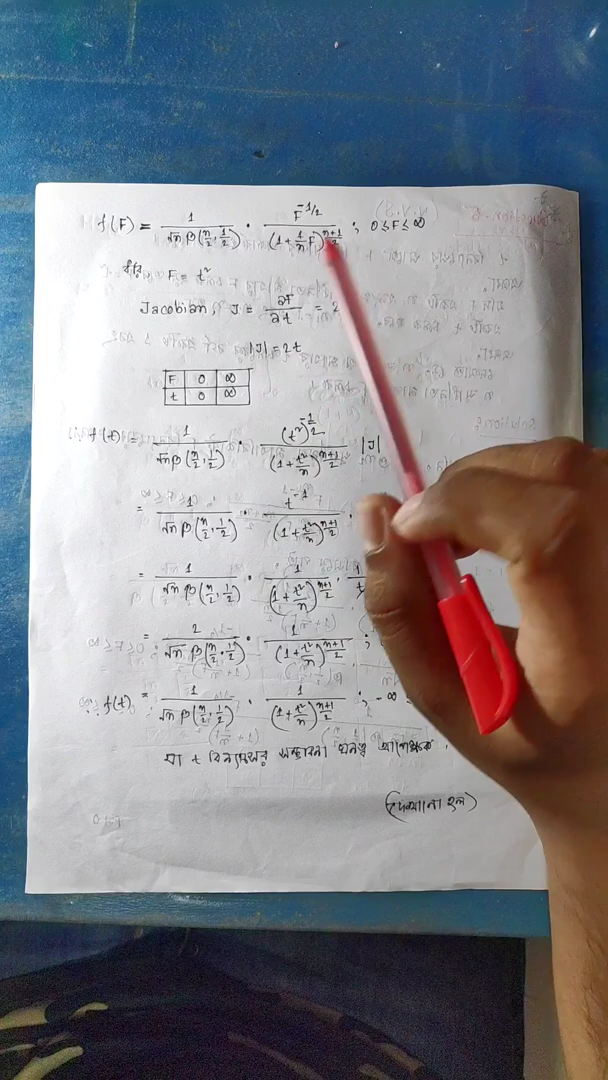 f(F) = 1/(√n β(n/2, 1/2)) · F^(-1/2)/(1 + (1/n)F)^((n+1)/2) ; 0 ≤ F ≤ ∞
ধরি F = t²
Jacobian, J = ∂F/∂t = 2
|J| = 2t
F 0 ∞
t 0 ∞
∴ f(t) = 1/(√n β(n/2, 1/2)) · (t²)^(-1/2)/(1 + t²/n)^((n+1)/2) |J|
= 1/(√n β(n/2, 1/2)) · t^(-1)/(1 + t²/n)^((n+1)/2) ·
= 1/(√n β(n/2, 1/2)) · 1/(1 + t²/n)^((n+1)/2) ·
= 2/(√n β(n/2, 1/2)) · 1/(1 + t²/n)^((n+1)/2) ;
∴ f(t) = 1/(√n β(n/2, 1/2)) · 1/(1 + t²/n)^((n+1)/2) ; -∞ ≤
যা t বিন্যাসের সম্ভাবনা ঘনত্ব অপেক্ষক.
(দেখানো হল)